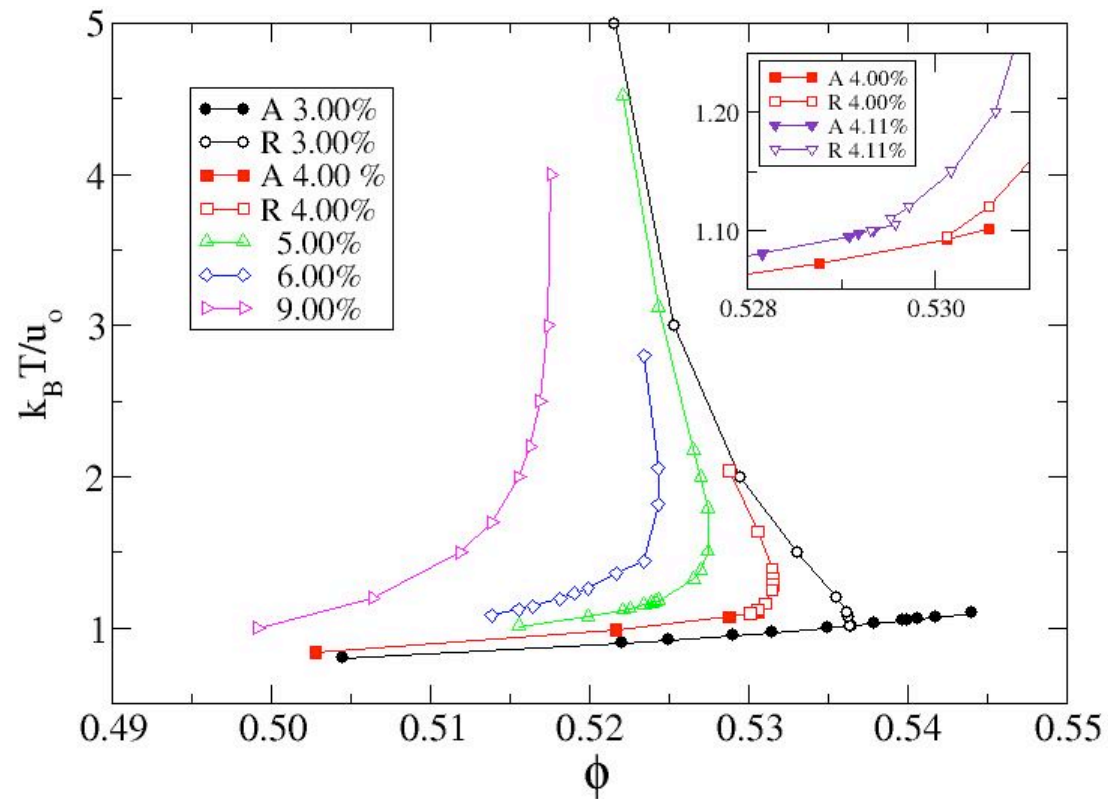 5
4
3
2
1
k_B T/u_o
0.49
0.50
0.51
0.52
0.53
0.54
0.55
ϕ
A 3.00%
R 3.00%
A 4.00 %
R 4.00%
5.00%
6.00%
9.00%
A 4.00%
R 4.00%
A 4.11%
R 4.11%
1.20
1.10
0.528
0.530